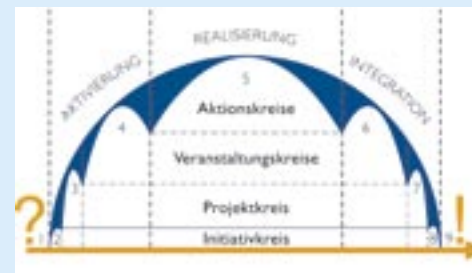 REALISIERUNG
AKTIVIERUNG
INTEGRATION
5
Aktionskreise
4
6
Veranstaltungskreise
3
7
Projektkreis
?
!
1
2
Initiativkreis
8
9